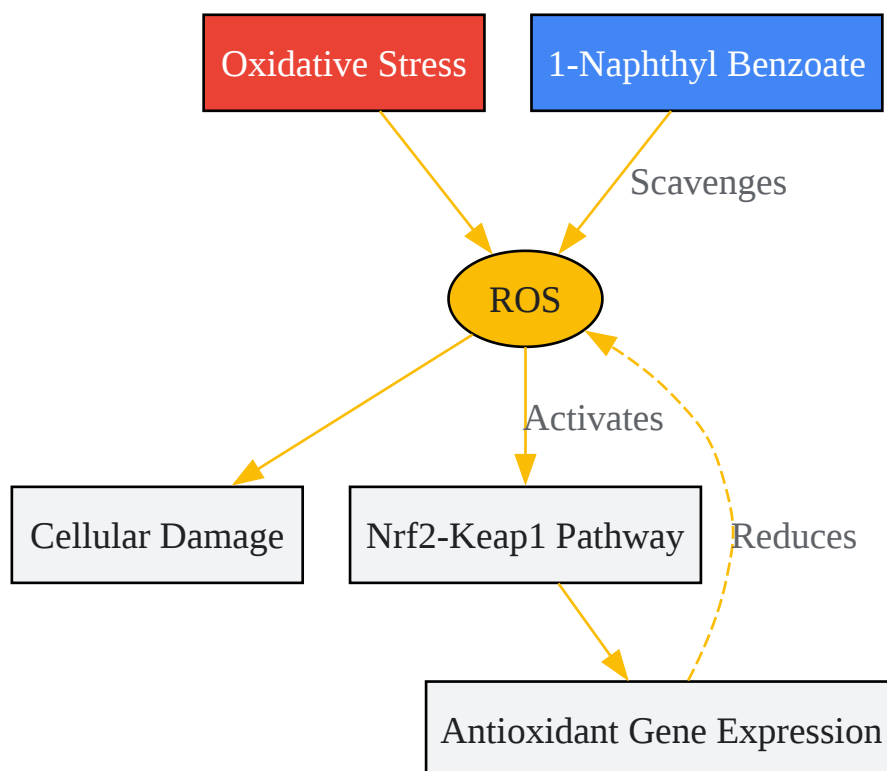 Oxidative Stress
1-Naphthyl Benzoate
Scavenges
ROS
Activates
Cellular Damage
Nrf2-Keap1 Pathway
Reduces
Antioxidant Gene Expression